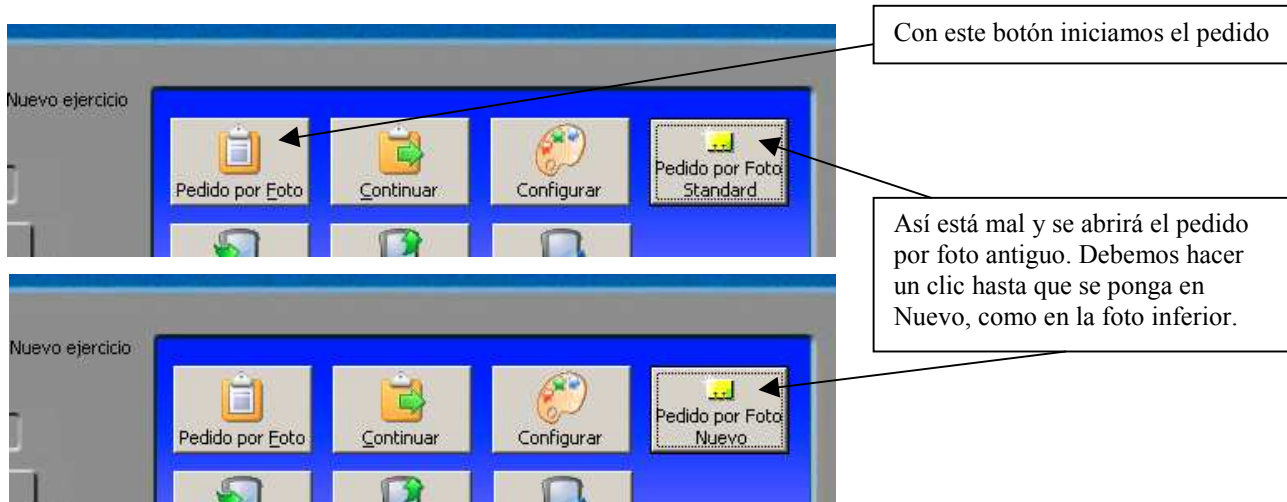 Con este botón iniciamos el pedido
Nuevo ejercicio
Pedido por Foto
Continuar
Configurar
Pedido por Foto
Standard
Así está mal y se abrirá el pedido
por foto antiguo. Debemos hacer
un clic hasta que se ponga en
Nuevo, como en la foto inferior.
Nuevo ejercicio
Pedido por Foto
Continuar
Configurar
Pedido por Foto
Nuevo